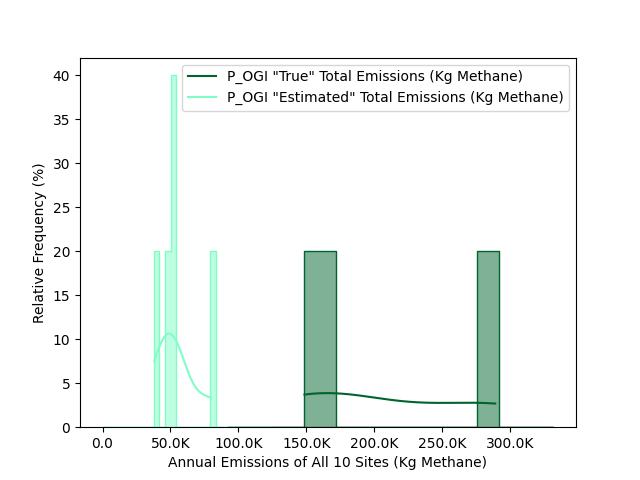 P_OGI "True" Total Emissions (Kg Methane)
P_OGI "Estimated" Total Emissions (Kg Methane)
40
35
30
25
20
15
10
5
0
Relative Frequency (%)
0.0 50.0K 100.0K 150.0K 200.0K 250.0K 300.0K
Annual Emissions of All 10 Sites (Kg Methane)